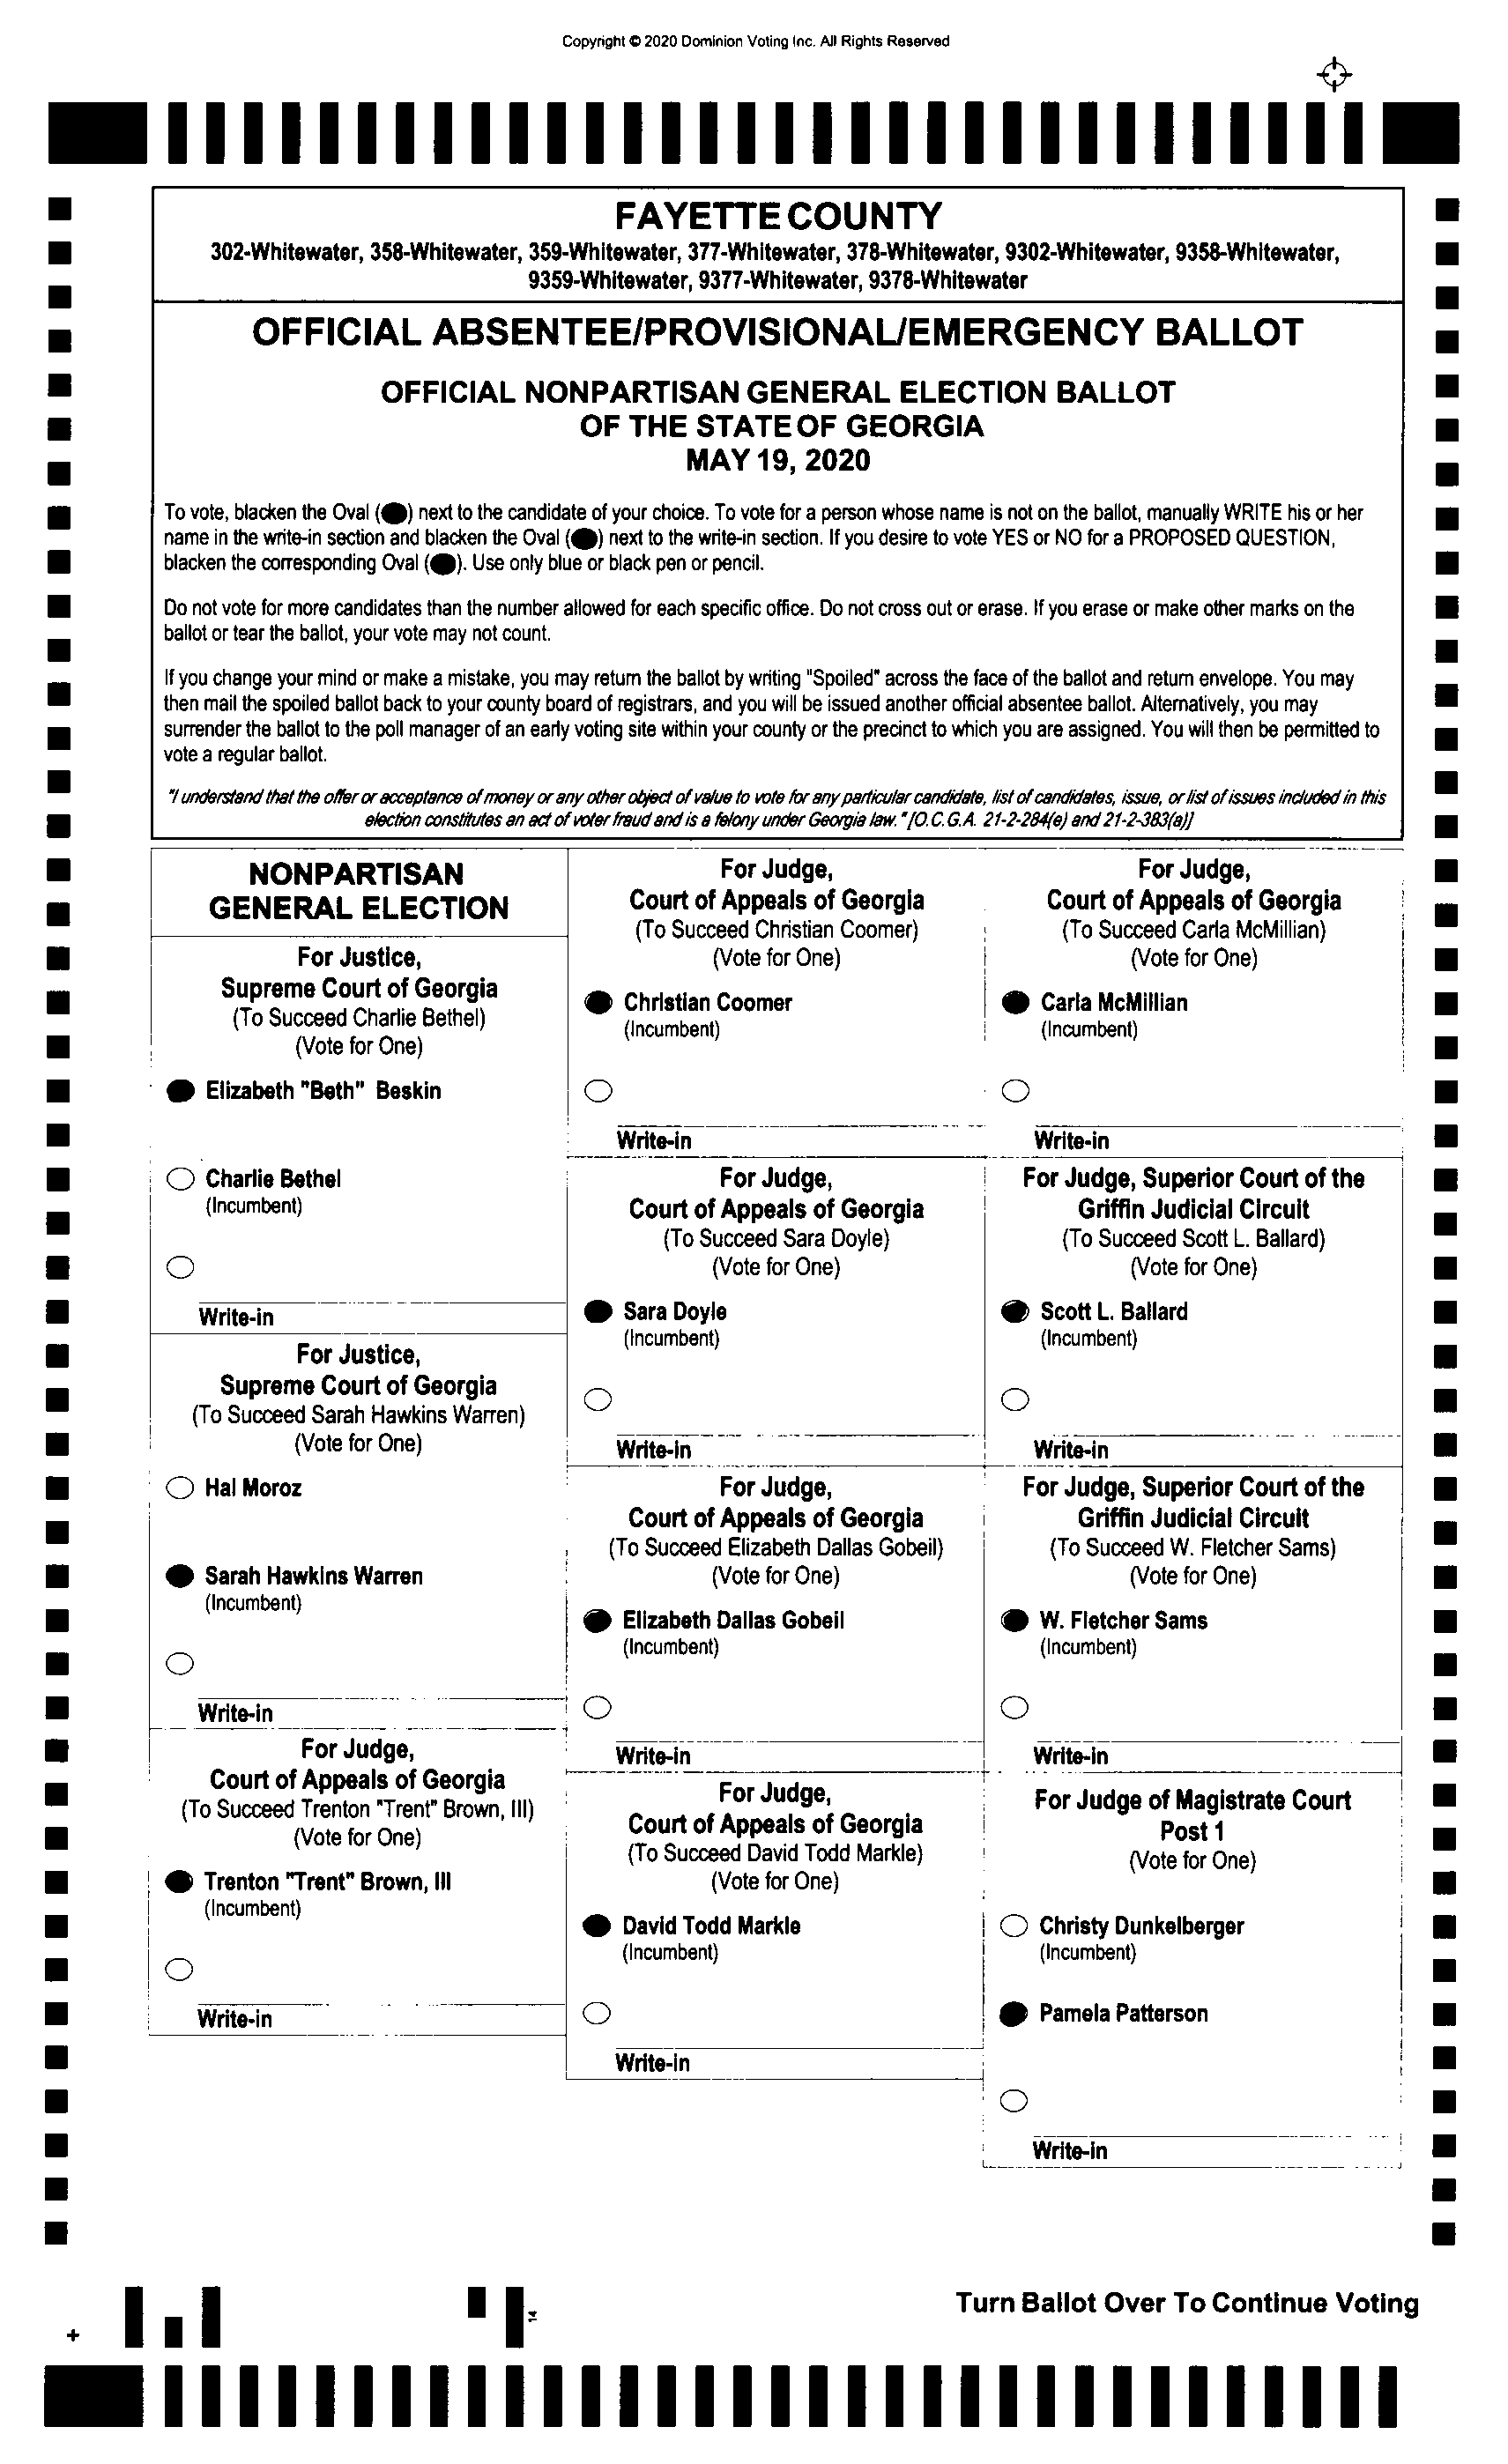 Copyright © 2020 Dominion Voting Inc. All Rights Reserved
FAYETTE COUNTY
302-Whitewater, 358-Whitewater, 359-Whitewater, 377-Whitewater, 378-Whitewater, 9302-Whitewater, 9358-Whitewater,
9359-Whitewater, 9377-Whitewater, 9378-Whitewater
OFFICIAL ABSENTEE/PROVISIONAL/EMERGENCY BALLOT
OFFICIAL NONPARTISAN GENERAL ELECTION BALLOT
OF THE STATE OF GEORGIA
MAY 19, 2020
To vote, blacken the Oval (●) next to the candidate of your choice. To vote for a person whose name is not on the ballot, manually WRITE his or her
name in the write-in section and blacken the Oval (●) next to the write-in section. If you desire to vote YES or NO for a PROPOSED QUESTION,
blacken the corresponding Oval (●). Use only blue or black pen or pencil.
Do not vote for more candidates than the number allowed for each specific office. Do not cross out or erase. If you erase or make other marks on the
ballot or tear the ballot, your vote may not count.
If you change your mind or make a mistake, you may return the ballot by writing "Spoiled" across the face of the ballot and return envelope. You may
then mail the spoiled ballot back to your county board of registrars, and you will be issued another official absentee ballot. Alternatively, you may
surrender the ballot to the poll manager of an early voting site within your county or the precinct to which you are assigned. You will then be permitted to
vote a regular ballot.
"I understand that the offer or acceptance of money or any other object of value to vote for any particular candidate, list of candidates, issue, or list of issues included in this
election constitutes an act of voter fraud and is a felony under Georgia law." [O.C.G.A. 21-2-284(e) and 21-2-383(a)]
NONPARTISAN
GENERAL ELECTION
For Justice,
Supreme Court of Georgia
(To Succeed Charlie Bethel)
(Vote for One)
Elizabeth "Beth" Beskin
Charlie Bethel
(Incumbent)
Write-in
For Justice,
Supreme Court of Georgia
(To Succeed Sarah Hawkins Warren)
(Vote for One)
Hal Moroz
Sarah Hawkins Warren
(Incumbent)
Write-in
For Judge,
Court of Appeals of Georgia
(To Succeed Trenton "Trent" Brown, III)
(Vote for One)
Trenton "Trent" Brown, III
(Incumbent)
Write-in
For Judge,
Court of Appeals of Georgia
(To Succeed Christian Coomer)
(Vote for One)
Christian Coomer
(Incumbent)
Write-in
For Judge,
Court of Appeals of Georgia
(To Succeed Sara Doyle)
(Vote for One)
Sara Doyle
(Incumbent)
Write-in
For Judge,
Court of Appeals of Georgia
(To Succeed Elizabeth Dallas Gobeil)
(Vote for One)
Elizabeth Dallas Gobeil
(Incumbent)
Write-in
For Judge,
Court of Appeals of Georgia
(To Succeed David Todd Markle)
(Vote for One)
David Todd Markle
(Incumbent)
Write-in
For Judge,
Court of Appeals of Georgia
(To Succeed Carla McMillian)
(Vote for One)
Carla McMillian
(Incumbent)
Write-in
For Judge, Superior Court of the
Griffin Judicial Circuit
(To Succeed Scott L. Ballard)
(Vote for One)
Scott L. Ballard
(Incumbent)
Write-in
For Judge, Superior Court of the
Griffin Judicial Circuit
(To Succeed W. Fletcher Sams)
(Vote for One)
W. Fletcher Sams
(Incumbent)
Write-in
For Judge of Magistrate Court
Post 1
(Vote for One)
Christy Dunkelberger
(Incumbent)
Pamela Patterson
Write-in
14
Turn Ballot Over To Continue Voting
+